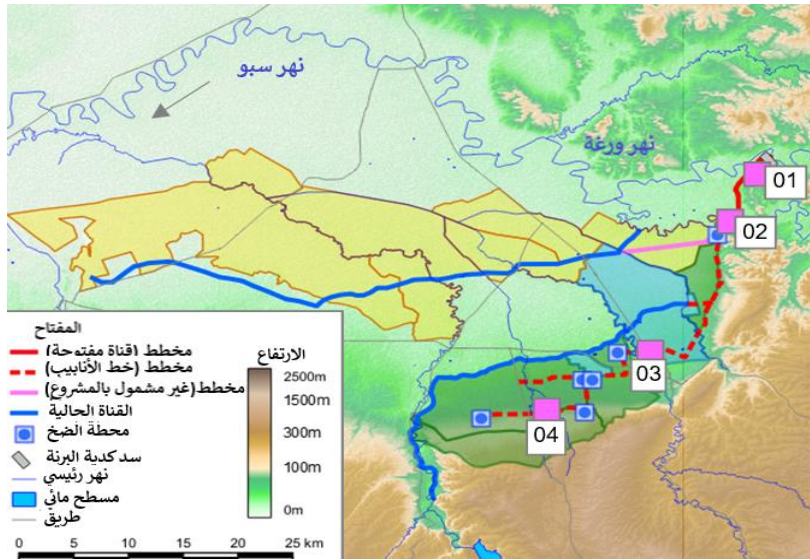 نهر سبو
نهر ورغة
01
02
03
04
المفتاح
مخطط (قناة مفتوحة)
مخطط (خط الأنابيب)
مخطط(غير مشمول بالمشروع)
القناة الحالية
محطة الضخ
سد كدية البرنة
نهر رئيسي
مسطح مائي
طريق
الارتفاع
2500m
1500m
300m
100m
0m
0 5 10 15 20 25 km